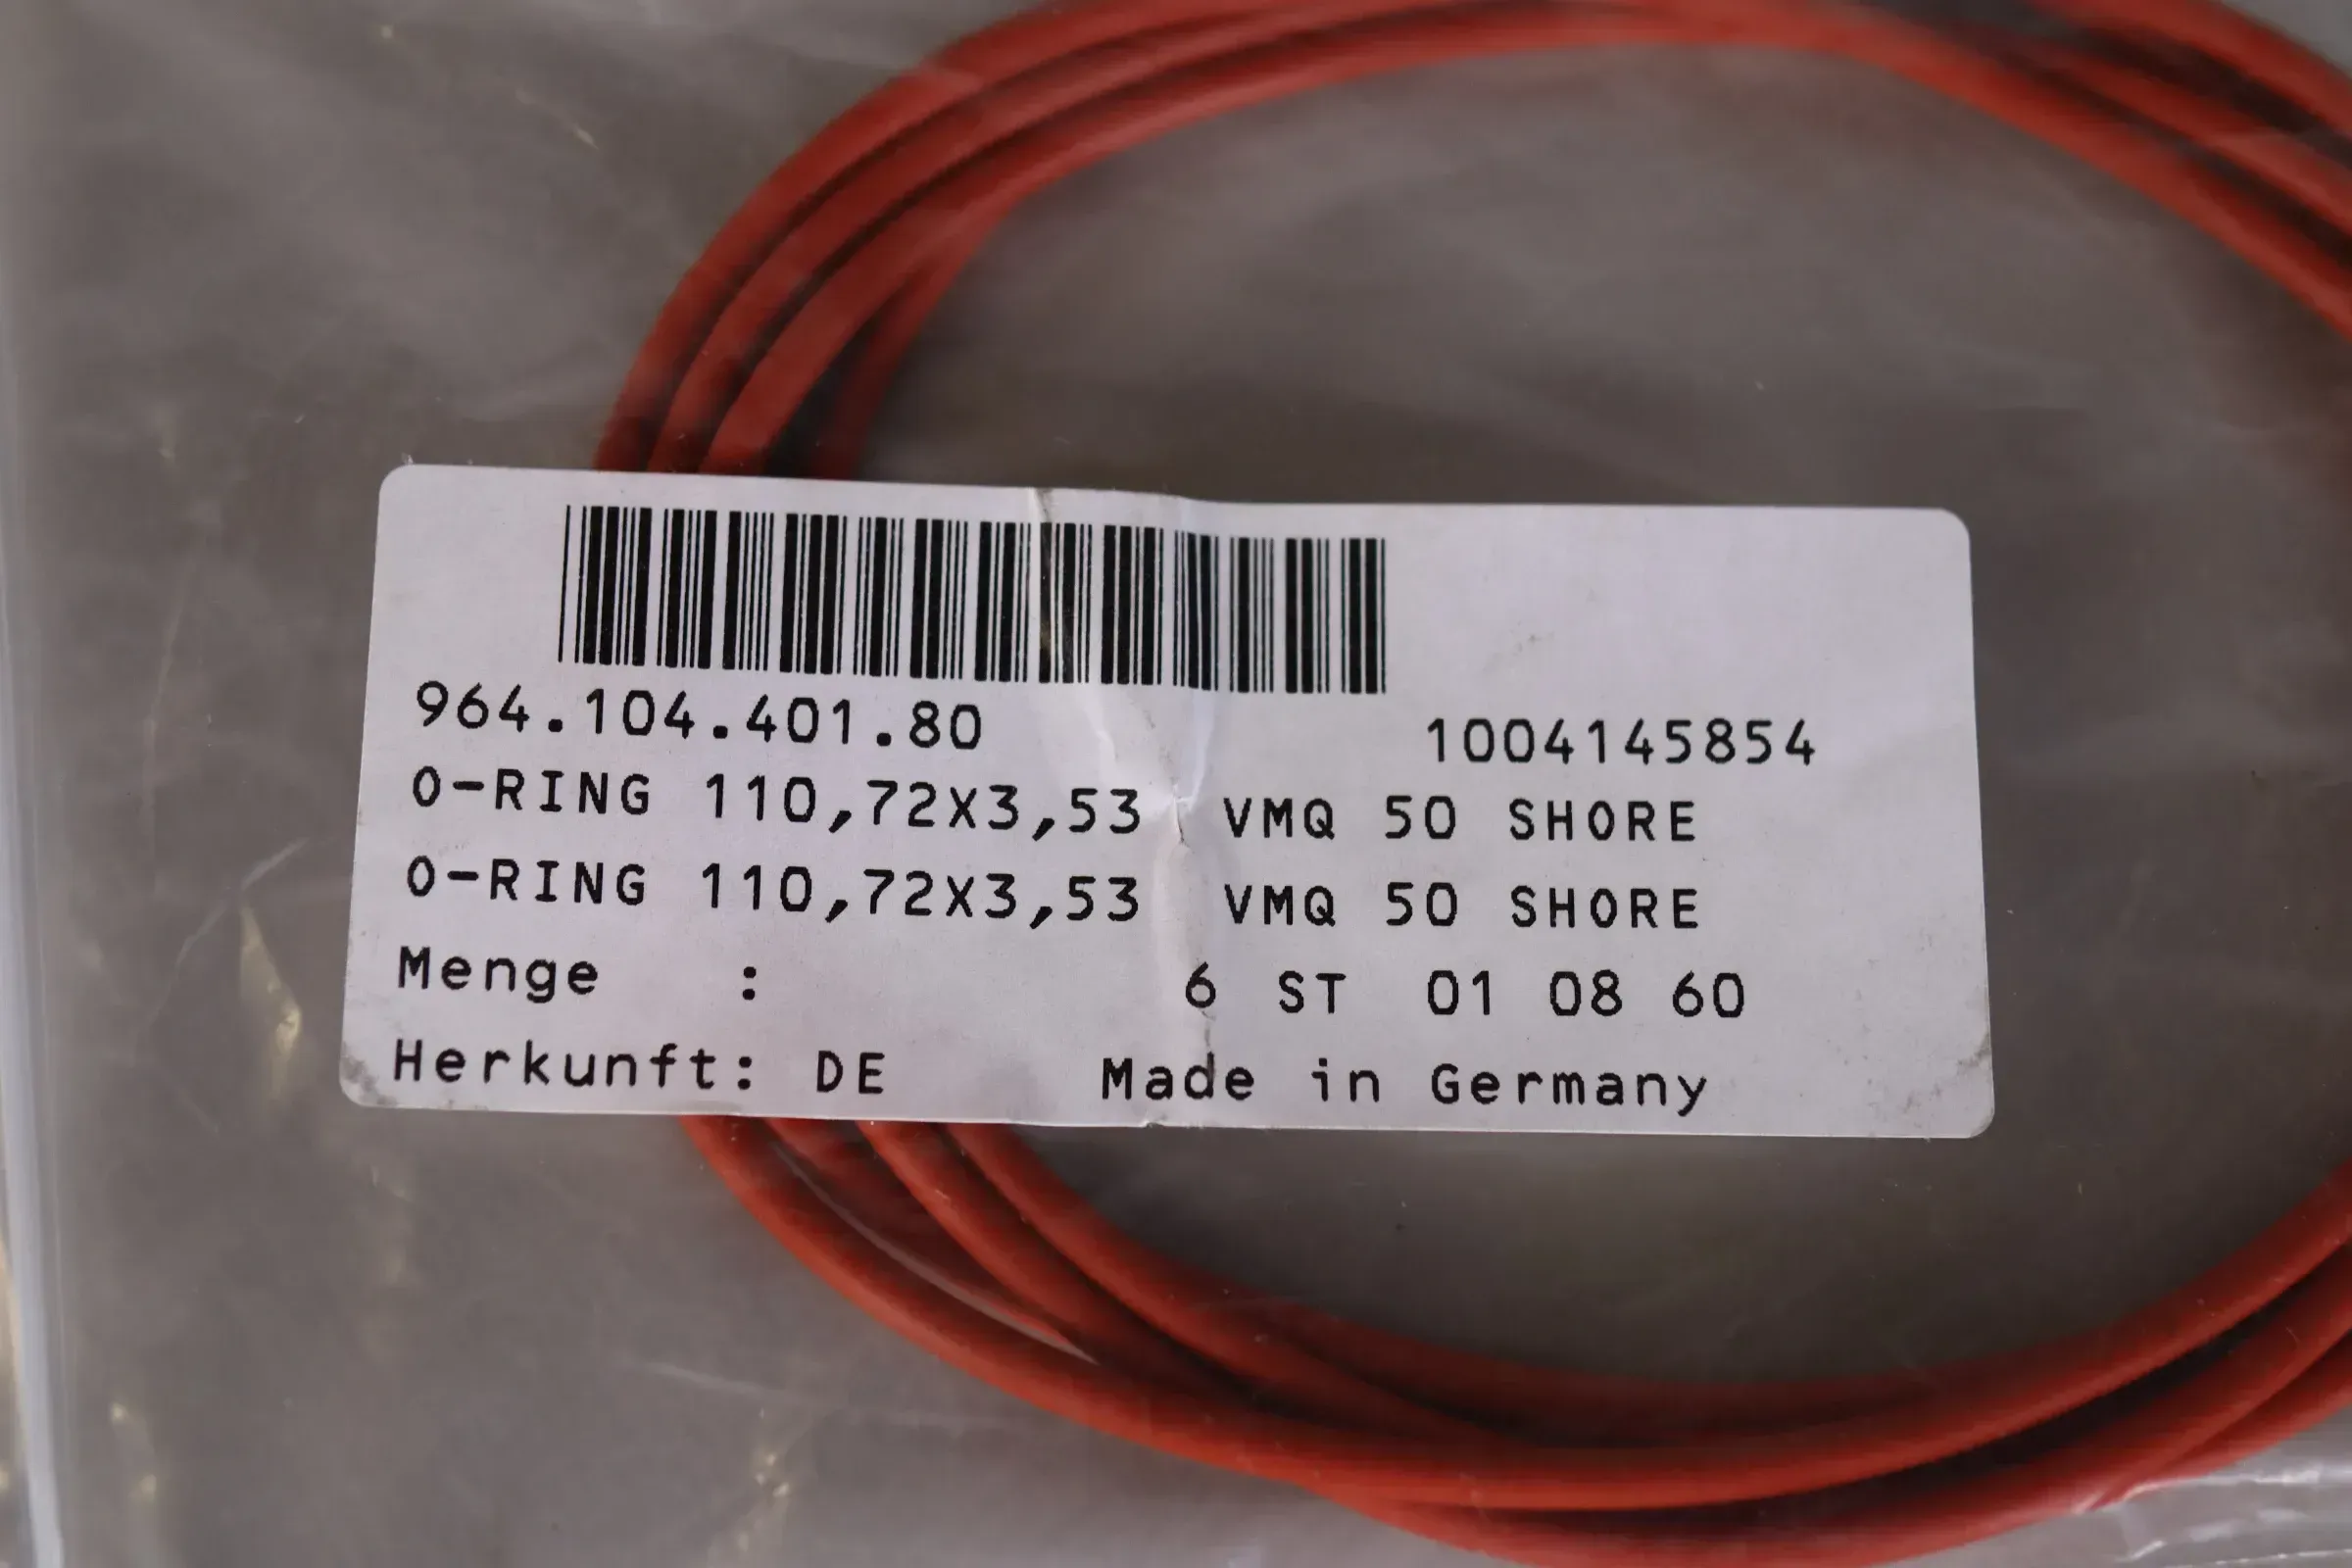 964.104.401.80 1004145854
O-RING 110,72X3,53 VMQ 50 SHORE
O-RING 110,72X3,53 VMQ 50 SHORE
Menge : 6 ST 01 08 60
Herkunft: DE Made in Germany